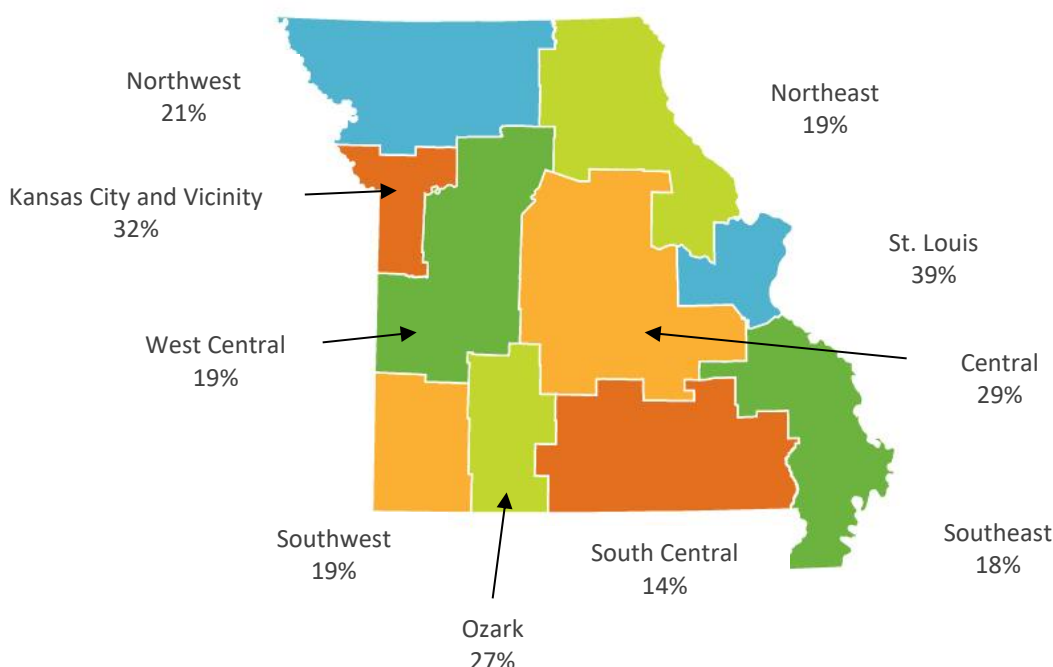 Northwest
21%
Northeast
19%
Kansas City and Vicinity
32%
St. Louis
39%
West Central
19%
Central
29%
Southwest
19%
South Central
14%
Southeast
18%
Ozark
27%